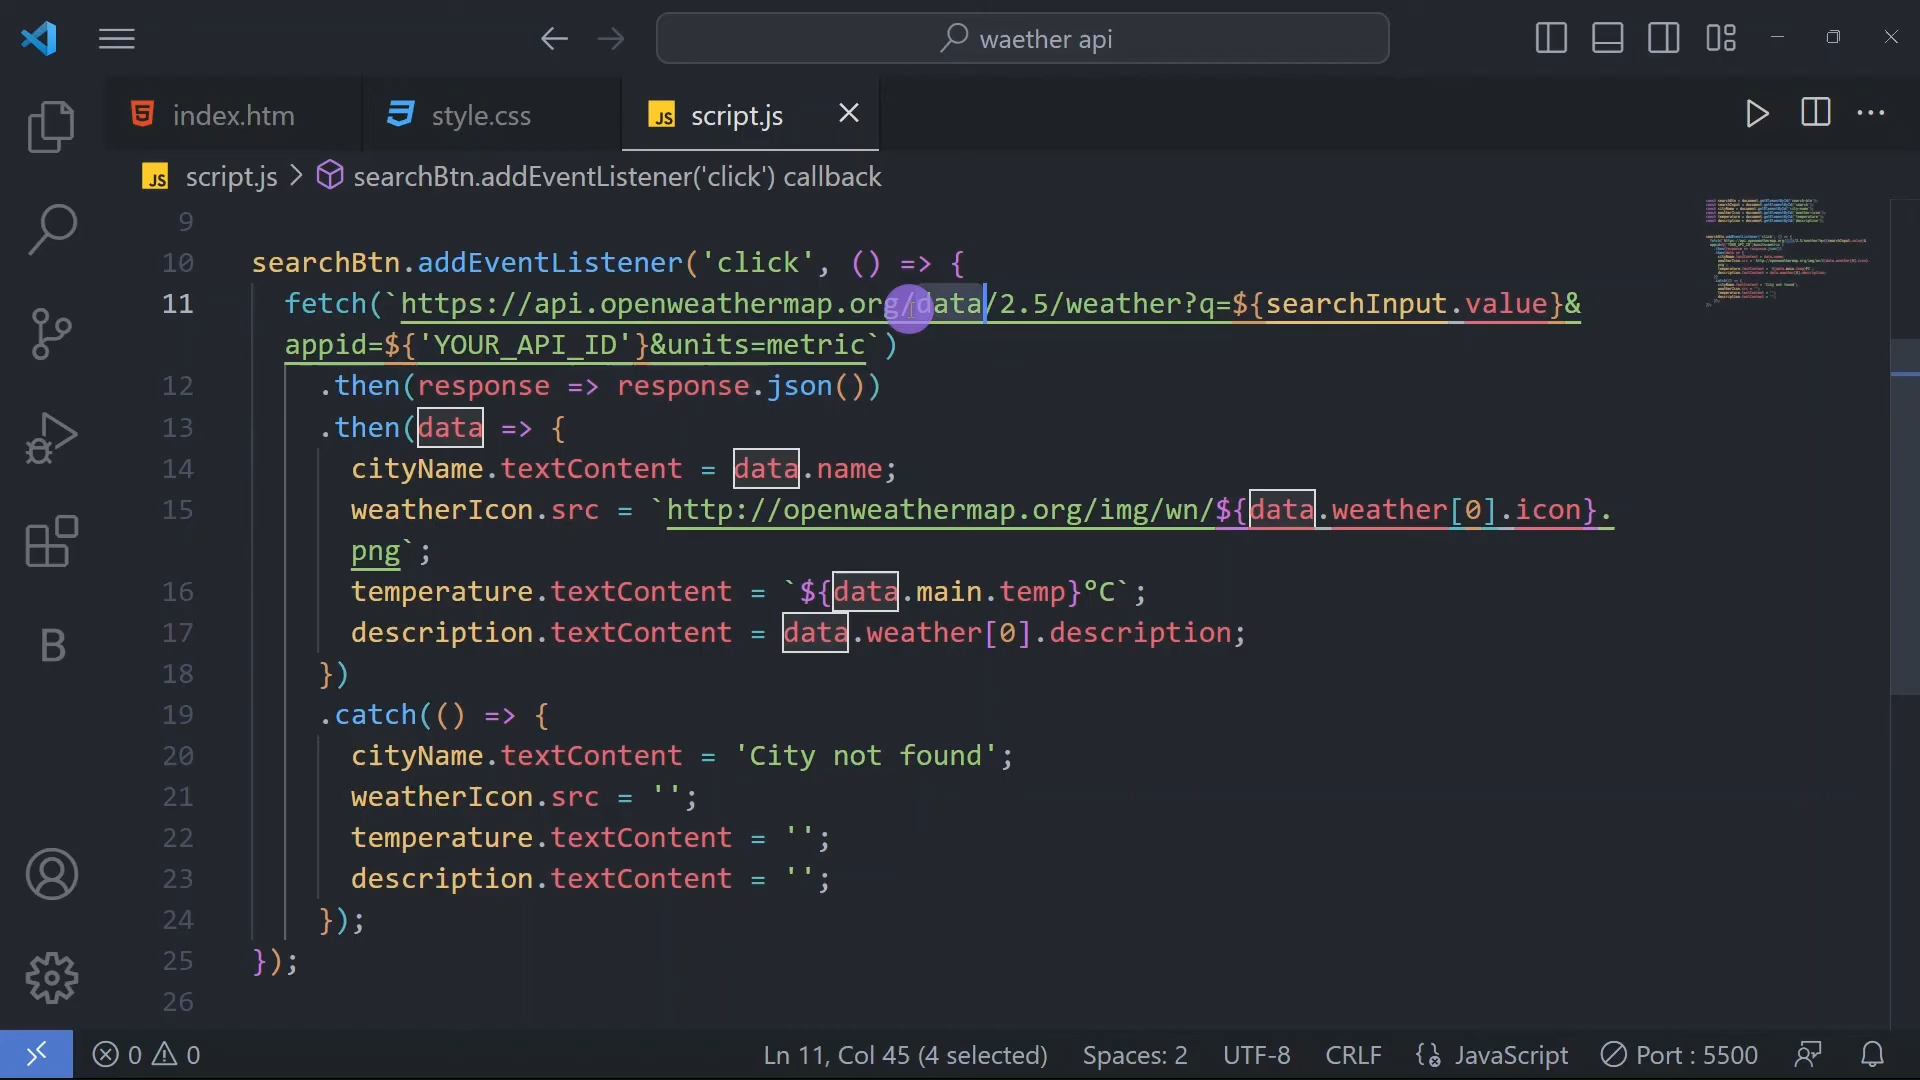 waether api
index.htm
style.css
JS script.js
JS script.js > searchBtn.addEventListener('click') callback
9
10 searchBtn.addEventListener('click', () => {
11 fetch(`https://api.openweathermap.org/data/2.5/weather?q=${searchInput.value}&
appid=${'YOUR_API_ID'}&units=metric`)
12 .then(response => response.json())
13 .then(data => {
14 cityName.textContent = data.name;
15 weatherIcon.src = `http://openweathermap.org/img/wn/${data.weather[0].icon}.
png`;
16 temperature.textContent = `${data.main.temp}°C`;
17 description.textContent = data.weather[0].description;
18 })
19 .catch(() => {
20 cityName.textContent = 'City not found';
21 weatherIcon.src = '';
22 temperature.textContent = '';
23 description.textContent = '';
24 });
25 });
26
0 0
Ln 11, Col 45 (4 selected)
Spaces: 2
UTF-8
CRLF
JavaScript
Port : 5500
B